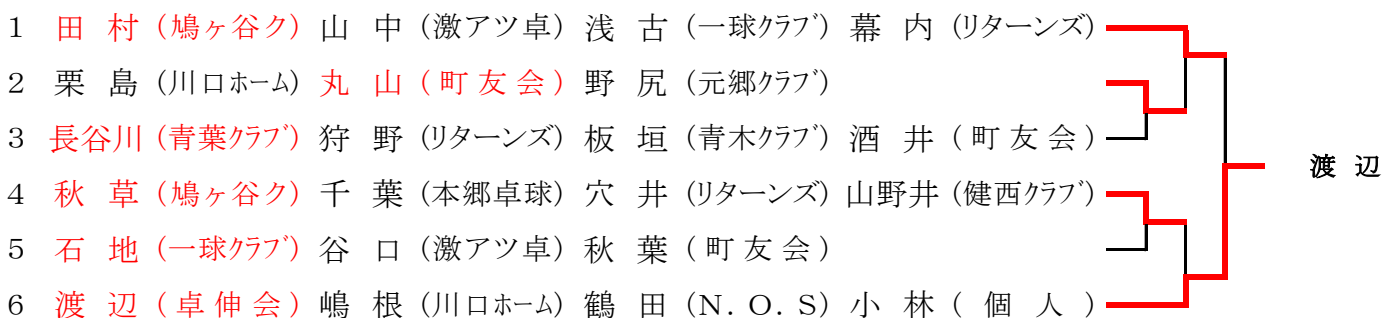 1 田村 (鳩ヶ谷ク) 山中 (激アツ卓) 浅古 (一球クラブ) 幕内 (リターンズ)
2 栗島 (川口ホーム) 丸山 (町友会) 野尻 (元郷クラブ)
3 長谷川 (青葉クラブ) 狩野 (リターンズ) 板垣 (青木クラブ) 酒井 (町友会)
渡辺
4 秋草 (鳩ヶ谷ク) 千葉 (本郷卓球) 穴井 (リターンズ) 山野井 (健西クラブ)
5 石地 (一球クラブ) 谷口 (激アツ卓) 秋葉 (町友会)
6 渡辺 (卓伸会) 嶋根 (川口ホーム) 鶴田 (N.O.S) 小林 (個人)